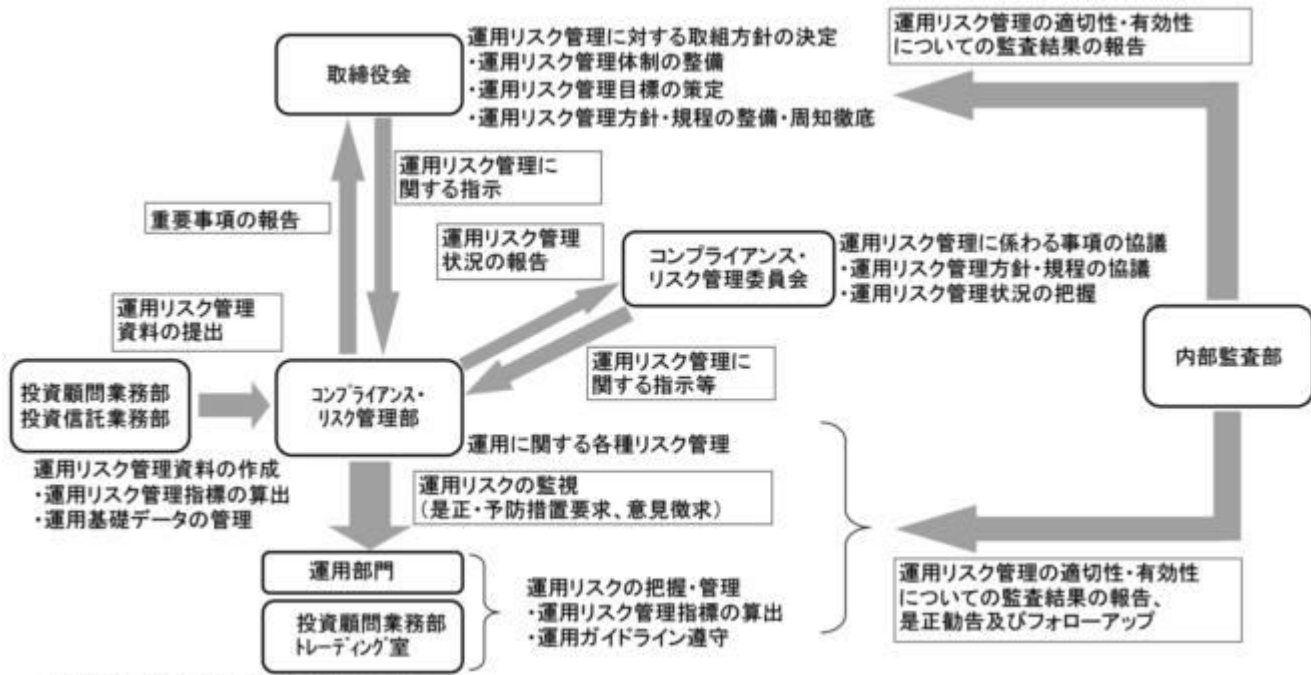 取締役会
運用リスク管理に対する取組方針の決定
・運用リスク管理体制の整備
・運用リスク管理目標の策定
・運用リスク管理方針・規程の整備・周知徹底
運用リスク管理の適切性・有効性
についての監査結果の報告
運用リスク管理に
関する指示
重要事項の報告
運用リスク管理
状況の報告
コンプライアンス・
リスク管理委員会
運用リスク管理に係わる事項の協議
・運用リスク管理方針・規程の協議
・運用リスク管理状況の把握
運用リスク管理
資料の提出
内部監査部
投資顧問業務部
投資信託業務部
コンプライアンス・
リスク管理部
運用リスク管理に
関する指示等
運用に関する各種リスク管理
運用リスク管理資料の作成
・運用リスク管理指標の算出
・運用基礎データの管理
運用リスクの監視
(是正・予防措置要求、意見徴求)
運用部門
投資顧問業務部
トレーディング室
運用リスクの把握・管理
・運用リスク管理指標の算出
・運用ガイドライン遵守
運用リスク管理の適切性・有効性
についての監査結果の報告、
是正勧告及びフォローアップ